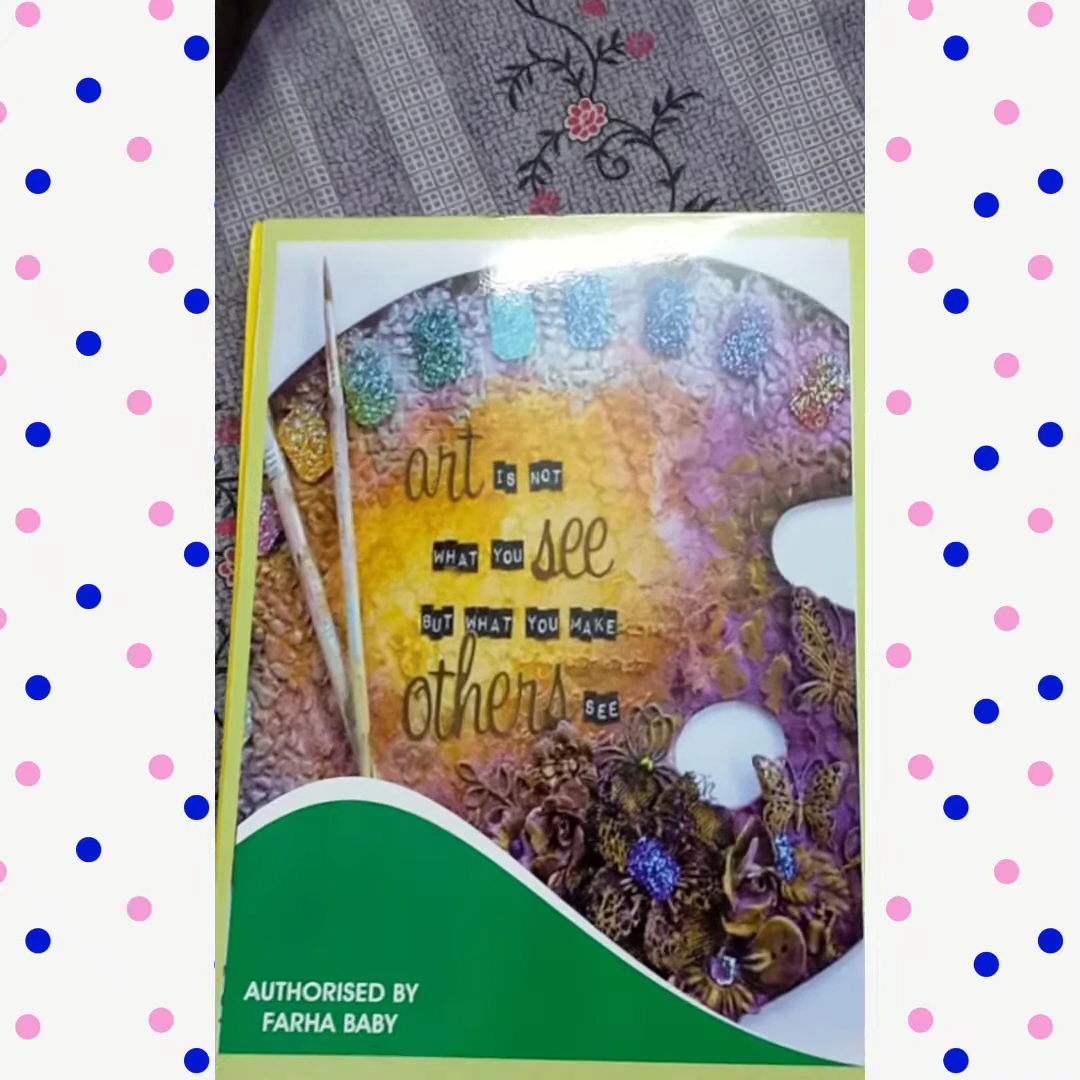 art IS NOT
WHAT YOU see
BUT WHAT YOU MAKE
others SEE
AUTHORISED BY
FARHA BABY